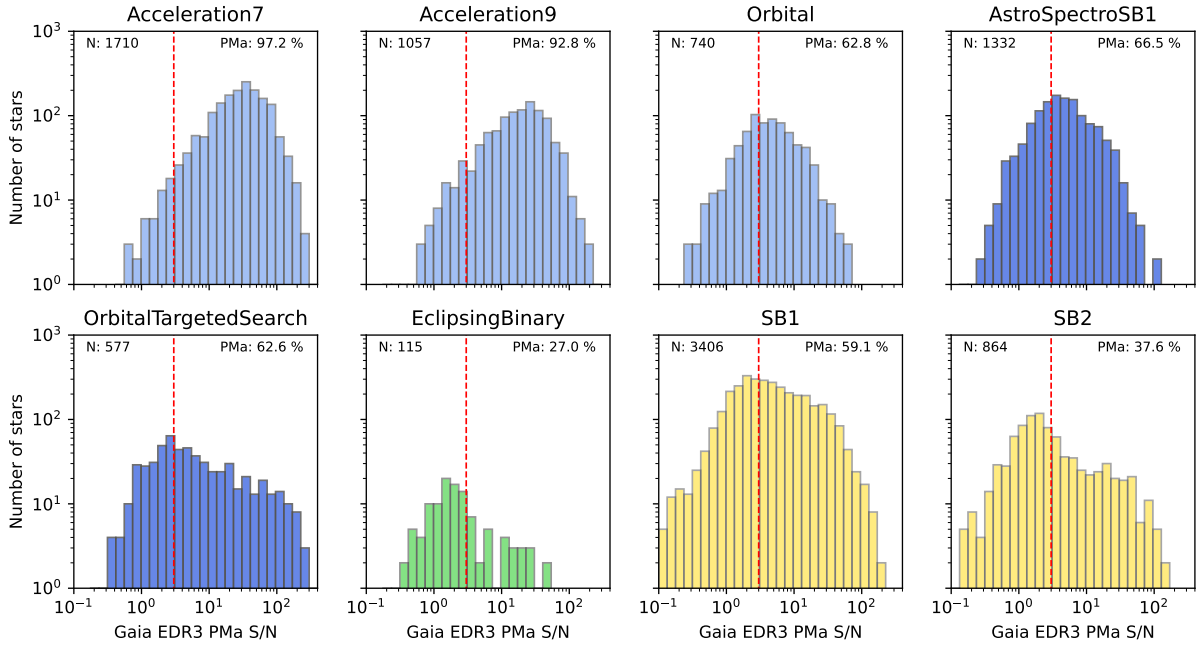 Acceleration7
Acceleration9
Orbital
AstroSpectroSB1
N: 1710 PMa: 97.2 %
N: 1057 PMa: 92.8 %
N: 740 PMa: 62.8 %
N: 1332 PMa: 66.5 %
Number of stars
10³
10²
10¹
10⁰
OrbitalTargetedSearch
EclipsingBinary
SB1
SB2
N: 577 PMa: 62.6 %
N: 115 PMa: 27.0 %
N: 3406 PMa: 59.1 %
N: 864 PMa: 37.6 %
Number of stars
10³
10²
10¹
10⁰
10⁻¹ 10⁰ 10¹ 10²
10⁻¹ 10⁰ 10¹ 10²
10⁻¹ 10⁰ 10¹ 10²
10⁻¹ 10⁰ 10¹ 10²
Gaia EDR3 PMa S/N
Gaia EDR3 PMa S/N
Gaia EDR3 PMa S/N
Gaia EDR3 PMa S/N